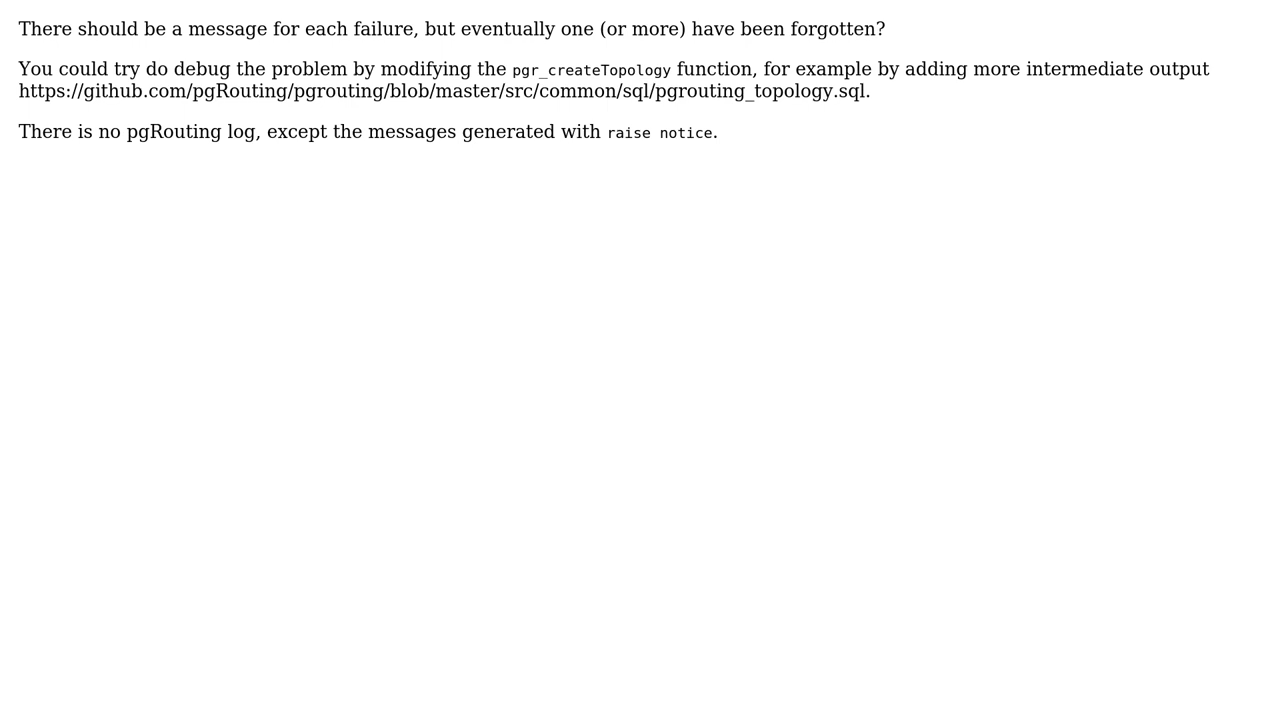 There should be a message for each failure, but eventually one (or more) have been forgotten?
You could try do debug the problem by modifying the pgr_createTopology function, for example by adding more intermediate output
https://github.com/pgRouting/pgrouting/blob/master/src/common/sql/pgrouting_topology.sql.
There is no pgRouting log, except the messages generated with raise notice.